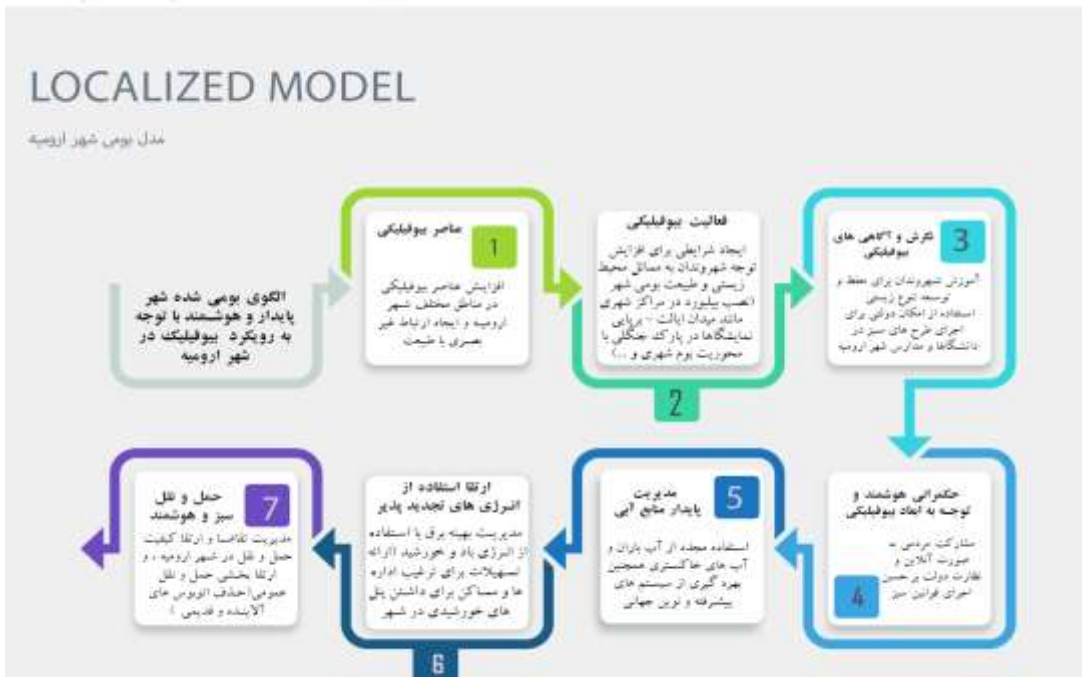 LOCALIZED MODEL
مدل بومی شهر ارومیه
الگوی بومی شده شهر
پایدار و هوشمند با توجه
به رویکرد بیوفیلیک در
شهر ارومیه
1
عناصر بیوفیلیکی
افزایش عناصر بیوفیلیکی
در مناطق مختلف شهر
ارومیه و ایجاد ارتباط غیر
بصری با طبیعت
فعالیت بیوفیلیکی
ایجاد شرایطی برای افزایش
توجه شهروندان به مسائل محیط
زیستی و طبیعت بومی شهر
(نصب بیلبورد در مراکز شهری
مانند میدان ایالت - برپایی
نمایشگاها در پارک جنگلی با
محوریت بوم شهری و ...)
2
3
نگرش و آگاهی های
بیوفیلیکی
آموزش شهروندان برای حفظ و
توسعه تنوع زیستی
استفاده از امکان دولتی برای
اجرای طرح های سبز در
دانشگاها و مدارس شهر ارومیه
حکمرانی هوشمند و
توجه به ابعاد بیوفیلیکی
مشارکت مردمی به
صورت آنلاین و
نظارت دولت بر حسن
اجرای قوانین سبز
4
5
مدیریت
پایدار منابع آبی
استفاده مجدد از آب باران و
آب های خاکستری همچنین
بهره گیری از سیستم های
پیشرفته و نوین جهانی
ارتقا استفاده از
انرژی های تجدید پذیر
مدیریت بهینه برق با استفاده
از انرژی باد و خورشید (ارائه
تسهیلات برای ترغیب اداره
ها و مساکن برای داشتن پنل
های خورشیدی در شهر
6
7
حمل و نقل
سبز و هوشمند
مدیریت تقاضا و ارتقا کیفیت
حمل و نقل در شهر ارومیه ، و
ارتقا بخشی حمل و نقل
عمومی(حذف اتوبوس های
آلاینده و قدیمی )